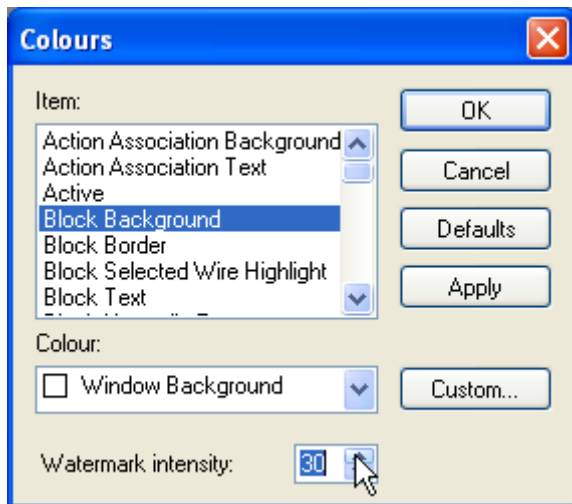 Colours
Item:
Action Association Background
Action Association Text
Active
Block Background
Block Border
Block Selected Wire Highlight
Block Text
OK
Cancel
Defaults
Apply
Colour:
Window Background
Custom...
Watermark intensity:
30